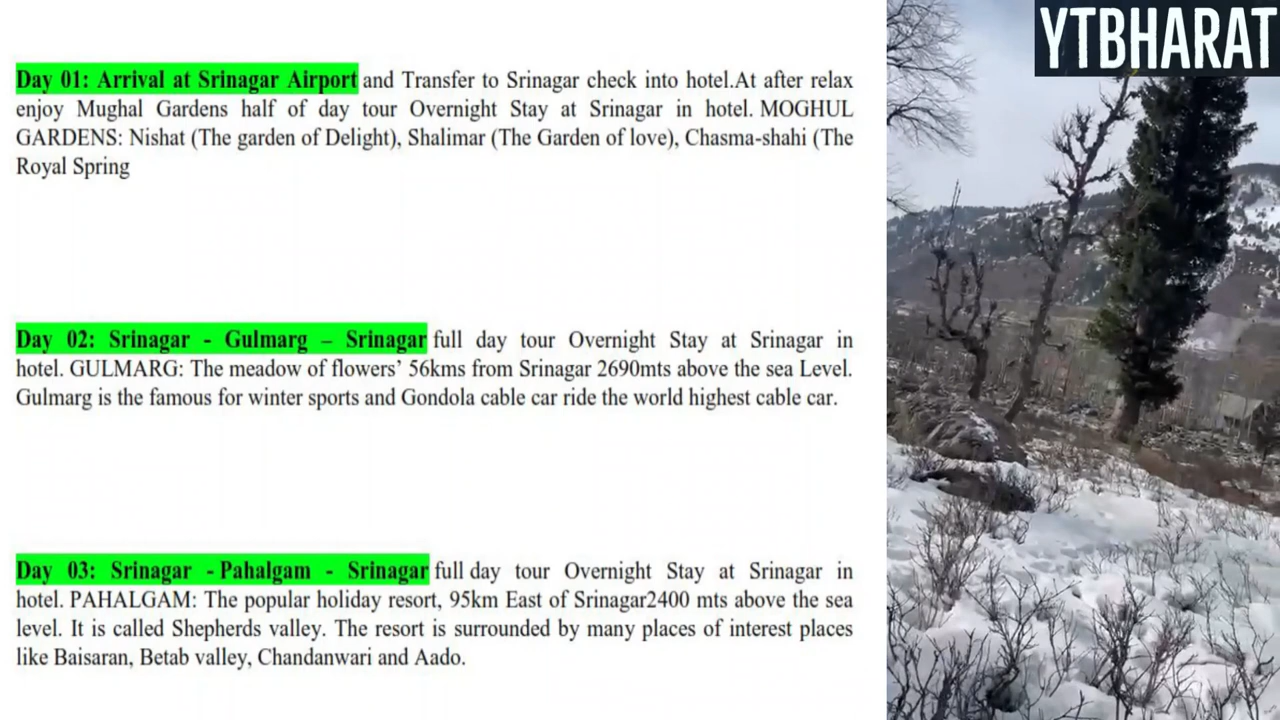 Day 01: Arrival at Srinagar Airport and Transfer to Srinagar check into hotel.At after relax
enjoy Mughal Gardens half of day tour Overnight Stay at Srinagar in hotel. MOGHUL
GARDENS: Nishat (The garden of Delight), Shalimar (The Garden of love), Chasma-shahi (The
Royal Spring
Day 02: Srinagar - Gulmarg – Srinagar full day tour Overnight Stay at Srinagar in
hotel. GULMARG: The meadow of flowers’ 56kms from Srinagar 2690mts above the sea Level.
Gulmarg is the famous for winter sports and Gondola cable car ride the world highest cable car.
Day 03: Srinagar - Pahalgam - Srinagar full day tour Overnight Stay at Srinagar in
hotel. PAHALGAM: The popular holiday resort, 95km East of Srinagar2400 mts above the sea
level. It is called Shepherds valley. The resort is surrounded by many places of interest places
like Baisaran, Betab valley, Chandanwari and Aado.
YTBHARAT